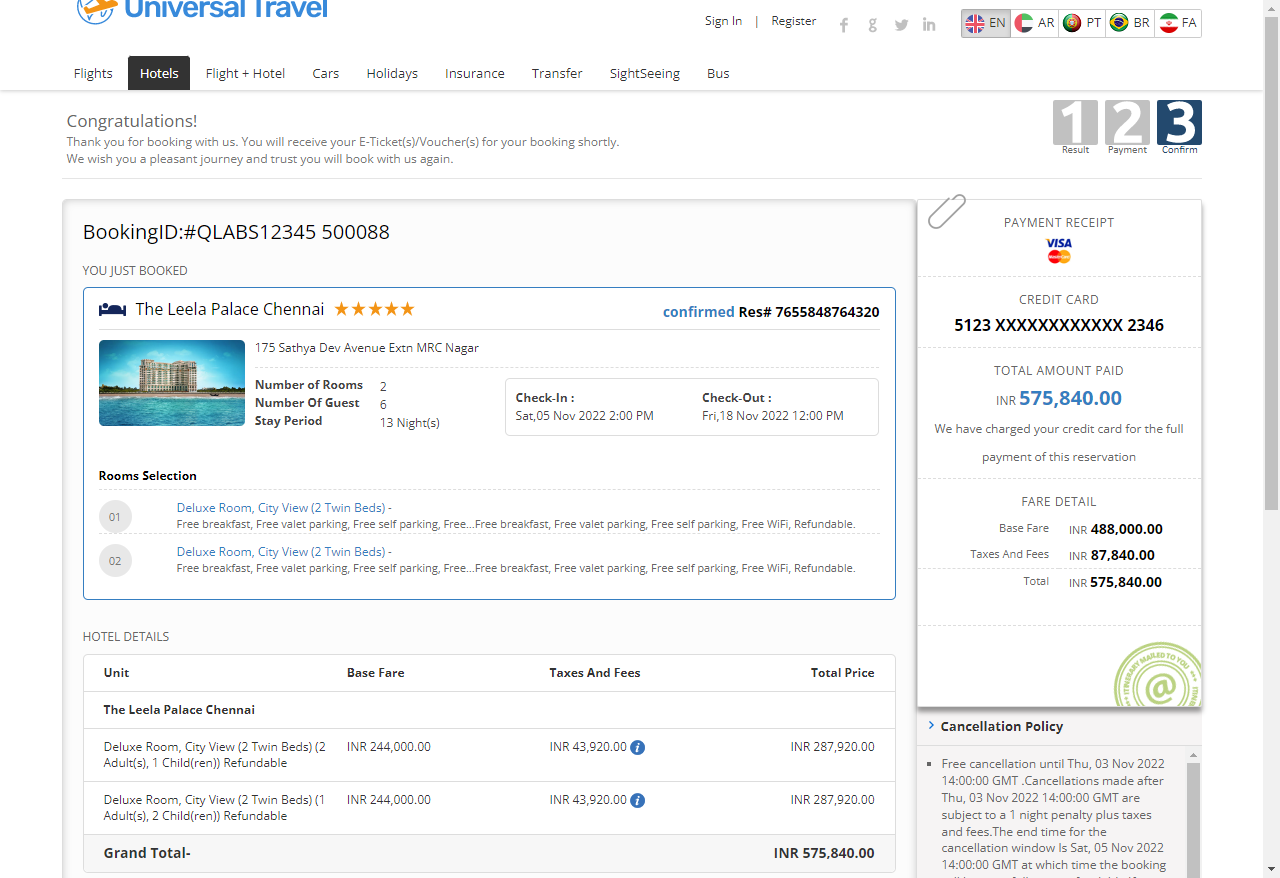 Universal Travel
Sign In | Register
EN AR PT BR FA
Flights Hotels Flight + Hotel Cars Holidays Insurance Transfer SightSeeing Bus
Congratulations!
Thank you for booking with us. You will receive your E-Ticket(s)/Voucher(s) for your booking shortly.
We wish you a pleasant journey and trust you will book with us again.
1 2 3
Result Payment Confirm
BookingID:#QLABS12345 500088
YOU JUST BOOKED
The Leela Palace Chennai
confirmed Res# 7655848764320
175 Sathya Dev Avenue Extn MRC Nagar
Number of Rooms 2
Number Of Guest 6
Stay Period 13 Night(s)
Check-In :
Sat,05 Nov 2022 2:00 PM
Check-Out :
Fri,18 Nov 2022 12:00 PM
Rooms Selection
01
Deluxe Room, City View (2 Twin Beds) -
Free breakfast, Free valet parking, Free self parking, Free...Free breakfast, Free valet parking, Free self parking, Free WiFi, Refundable.
02
Deluxe Room, City View (2 Twin Beds) -
Free breakfast, Free valet parking, Free self parking, Free...Free breakfast, Free valet parking, Free self parking, Free WiFi, Refundable.
HOTEL DETAILS
Unit Base Fare Taxes And Fees Total Price
The Leela Palace Chennai
Deluxe Room, City View (2 Twin Beds) (2 INR 244,000.00 INR 43,920.00 INR 287,920.00
Adult(s), 1 Child(ren)) Refundable
Deluxe Room, City View (2 Twin Beds) (1 INR 244,000.00 INR 43,920.00 INR 287,920.00
Adult(s), 2 Child(ren)) Refundable
Grand Total- INR 575,840.00
PAYMENT RECEIPT
VISA
MasterCard
CREDIT CARD
5123 XXXXXXXXXXXX 2346
TOTAL AMOUNT PAID
INR 575,840.00
We have charged your credit card for the full
payment of this reservation
FARE DETAIL
Base Fare INR 488,000.00
Taxes And Fees INR 87,840.00
Total INR 575,840.00
ITINERARY MAILED TO YOU
Cancellation Policy
Free cancellation until Thu, 03 Nov 2022
14:00:00 GMT .Cancellations made after
Thu, 03 Nov 2022 14:00:00 GMT are
subject to a 1 night penalty plus taxes
and fees.The end time for the
cancellation window Is Sat, 05 Nov 2022
14:00:00 GMT at which time the booking